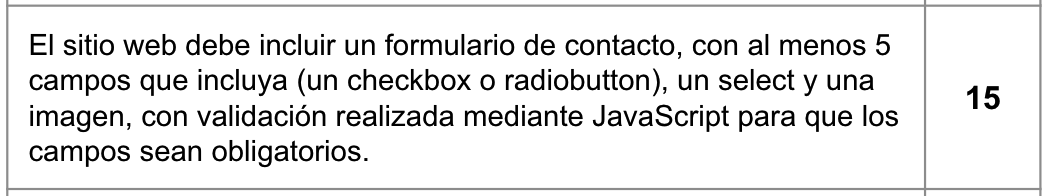 El sitio web debe incluir un formulario de contacto, con al menos 5
campos que incluya (un checkbox o radiobutton), un select y una
imagen, con validación realizada mediante JavaScript para que los
campos sean obligatorios.
15